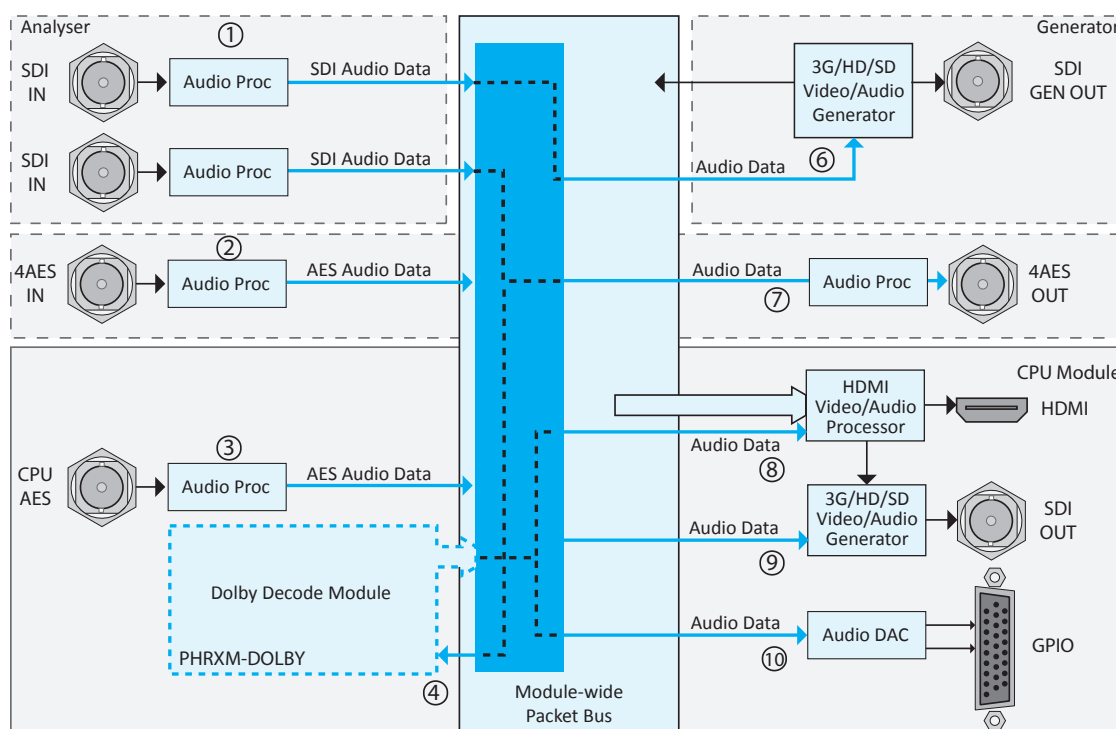 Analyser
①
SDI
IN
Audio Proc
SDI Audio Data
SDI
IN
Audio Proc
SDI Audio Data
②
4AES
IN
Audio Proc
AES Audio Data
③
CPU
AES
Audio Proc
AES Audio Data
Dolby Decode Module
PHRXM-DOLBY
④
Module-wide
Packet Bus
Generator
3G/HD/SD
Video/Audio
Generator
SDI
GEN OUT
Audio Data
⑥
Audio Data
⑦
Audio Proc
4AES
OUT
CPU Module
HDMI
Video/Audio
Processor
HDMI
Audio Data
⑧
3G/HD/SD
Video/Audio
Generator
SDI
OUT
Audio Data
⑨
Audio Data
⑩
Audio DAC
GPIO